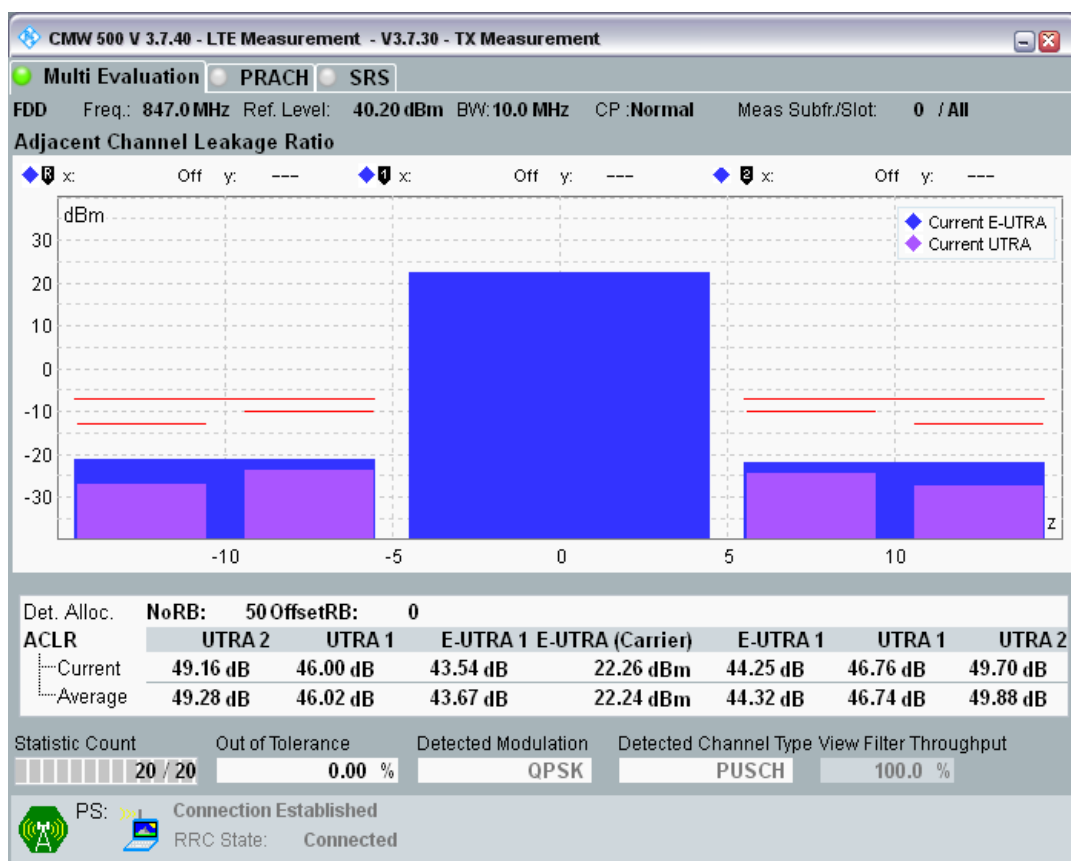 CMW 500 V 3.7.40 - LTE Measurement - V3.7.30 - TX Measurement
Multi Evaluation PRACH SRS
FDD Freq.: 847.0 MHz Ref. Level: 40.20 dBm BW: 10.0 MHz CP :Normal Meas Subfr./Slot: 0 / All
Adjacent Channel Leakage Ratio
R x: Off y: --- 1 x: Off y: --- 2 x: Off y: ---
dBm
Current E-UTRA
Current UTRA
30
20
10
0
-10
-20
-30
z
-10 -5 0 5 10
Det. Alloc. NoRB: 50 OffsetRB: 0
ACLR UTRA 2 UTRA 1 E-UTRA 1 E-UTRA (Carrier) E-UTRA 1 UTRA 1 UTRA 2
Current 49.16 dB 46.00 dB 43.54 dB 22.26 dBm 44.25 dB 46.76 dB 49.70 dB
Average 49.28 dB 46.02 dB 43.67 dB 22.24 dBm 44.32 dB 46.74 dB 49.88 dB
Statistic Count Out of Tolerance Detected Modulation Detected Channel Type View Filter Throughput
20 / 20 0.00 % QPSK PUSCH 100.0 %
PS: Connection Established
RRC State: Connected